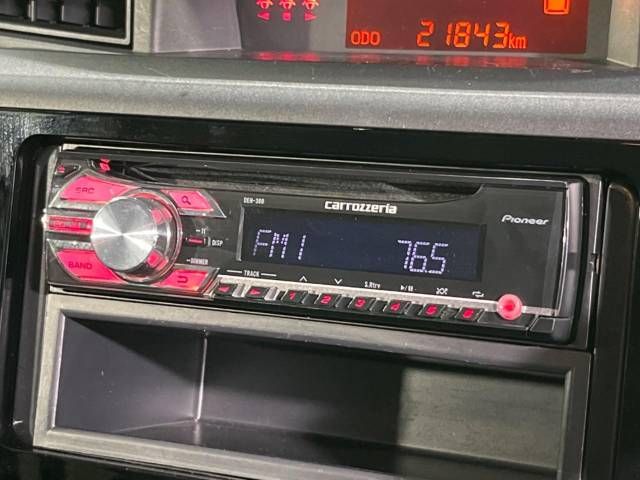 ODO 21843km
SRC
DEH-380
carrozzeria
Pioneer
DISP
FM1 76.5
BAND
DIMMER
TRACK
S.Rtrv
1 2 3 4 5 6